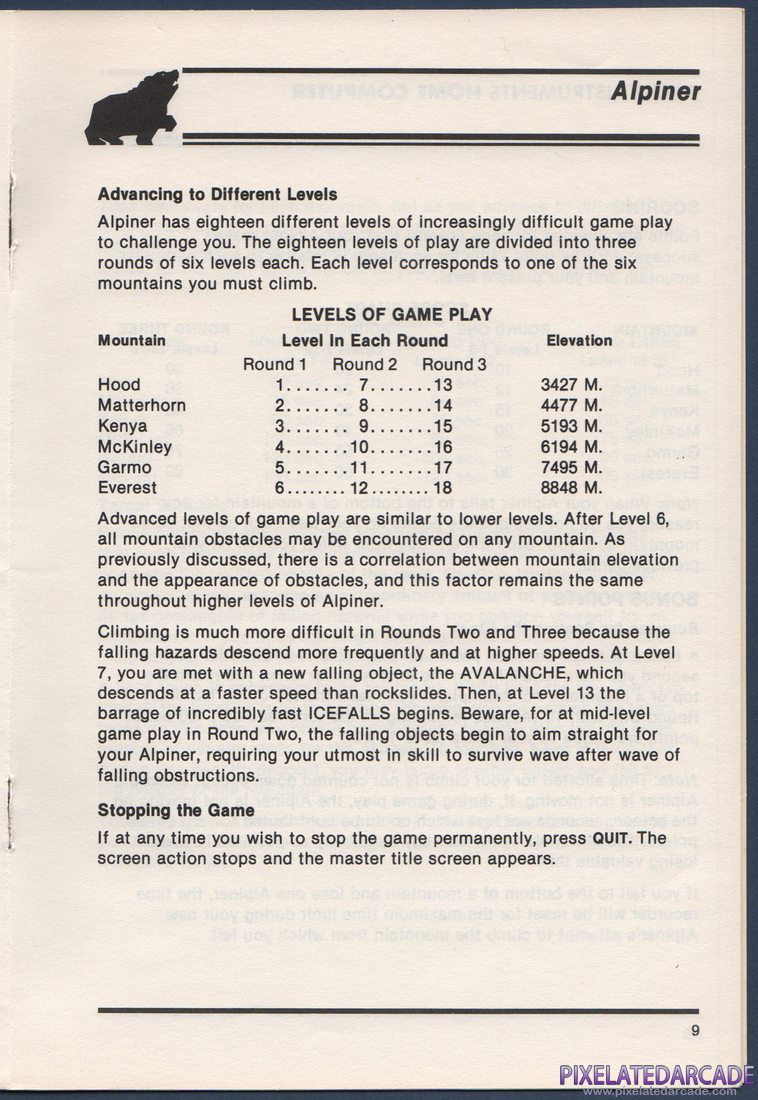 Alpiner
Advancing to Different Levels
Alpiner has eighteen different levels of increasingly difficult game play
to challenge you. The eighteen levels of play are divided into three
rounds of six levels each. Each level corresponds to one of the six
mountains you must climb.
LEVELS OF GAME PLAY
Mountain Level In Each Round Elevation
Round 1 Round 2 Round 3
Hood 1.......7.......13 3427 M.
Matterhorn 2.......8.......14 4477 M.
Kenya 3.......9.......15 5193 M.
McKinley 4.......10.......16 6194 M.
Garmo 5.......11.......17 7495 M.
Everest 6.......12.......18 8848 M.
Advanced levels of game play are similar to lower levels. After Level 6,
all mountain obstacles may be encountered on any mountain. As
previously discussed, there is a correlation between mountain elevation
and the appearance of obstacles, and this factor remains the same
throughout higher levels of Alpiner.
Climbing is much more difficult in Rounds Two and Three because the
falling hazards descend more frequently and at higher speeds. At Level
7, you are met with a new falling object, the AVALANCHE, which
descends at a faster speed than rockslides. Then, at Level 13 the
barrage of incredibly fast ICEFALLS begins. Beware, for at mid-level
game play in Round Two, the falling objects begin to aim straight for
your Alpiner, requiring your utmost in skill to survive wave after wave of
falling obstructions.
Stopping the Game
If at any time you wish to stop the game permanently, press QUIT. The
screen action stops and the master title screen appears.
9
PIXELATEDARCADE
www.pixelatedarcade.com